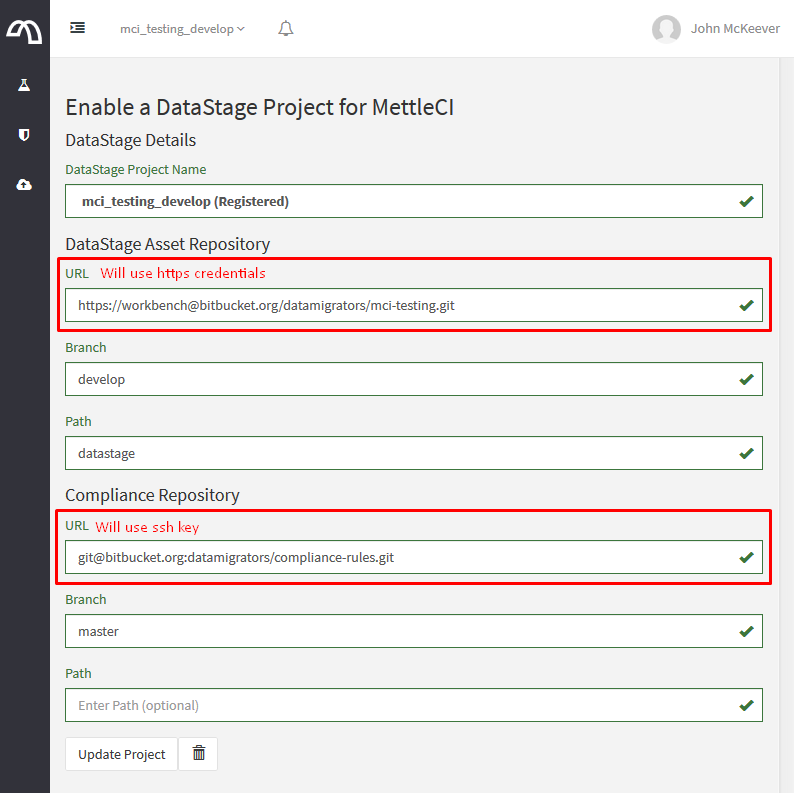 mci_testing_develop
John McKeever
Enable a DataStage Project for MettleCI
DataStage Details
DataStage Project Name
mci_testing_develop (Registered)
DataStage Asset Repository
URL Will use https credentials
https://workbench@bitbucket.org/datamigrators/mci-testing.git
Branch
develop
Path
datastage
Compliance Repository
URL Will use ssh key
git@bitbucket.org:datamigrators/compliance-rules.git
Branch
master
Path
Enter Path (optional)
Update Project